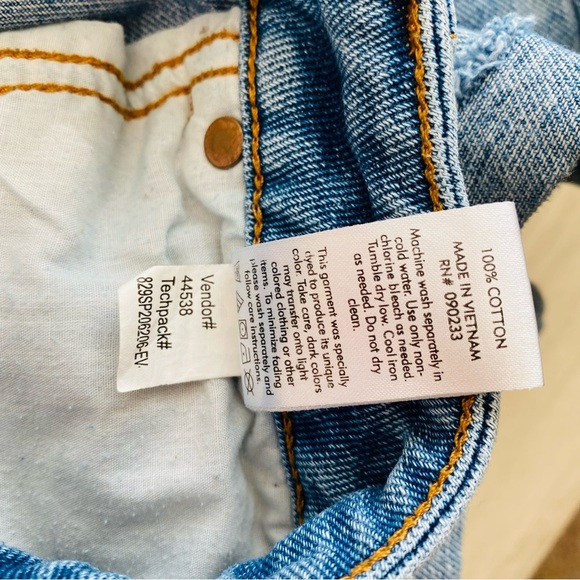 100% COTTON
MADE IN VIETNAM
RN# 090233
Machine wash separately in
cold water. Use only non-
chlorine bleach as needed.
Tumble dry low. Cool iron
as needed. Do not dry
clean.
This garment was specially
dyed to produce its unique
color. Take care, dark colors
may transfer onto light
colored clothing or other
items. To minimize fading
please wash separately and
follow care instructions.
Vendor#
44538
Techpack#
823SP206206-EV